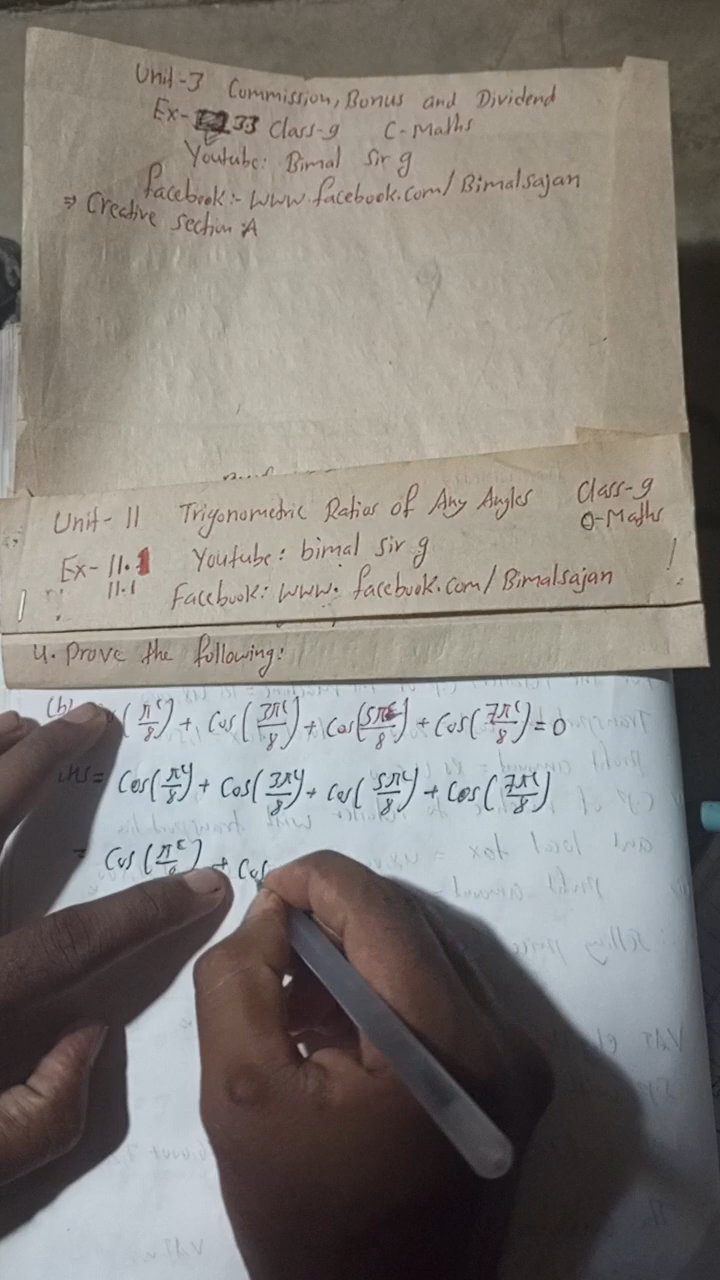 Unit-3 Commission, Bonus and Dividend
Ex- 33 Class-9 C-Maths
Youtube: Bimal Sir g
Facebook:- www.facebook.com/Bimalsajan
⇒ Creative section:A
Unit- 11 Trigonometric Ratios of Any Angles Class-9
O-Maths
Ex- 11.1 Youtube: bimal sir g
11.1 Facebook: www. facebook.com/Bimalsajan
4. Prove the following:
(b) (π^c/8) + Cos(3π^c/8) + Cos(5π^c/8) + Cos(7π^c/8) = 0
LHS = Cos(π^c/8) + Cos(3π^c/8) + Cos(5π^c/8) + Cos(7π^c/8)
= Cos(π^c/8) + Cos